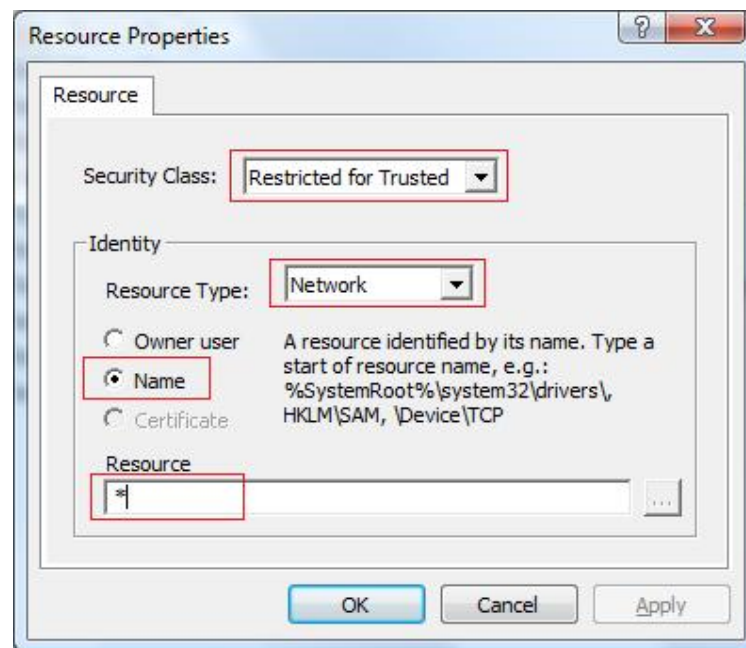 Resource Properties
?
X
Resource
Security Class:
Restricted for Trusted
Identity
Resource Type:
Network
Owner user
Name
Certificate
A resource identified by its name. Type a
start of resource name, e.g.:
%SystemRoot%\system32\drivers\,
HKLM\SAM, \Device\TCP
Resource
*
...
OK
Cancel
Apply